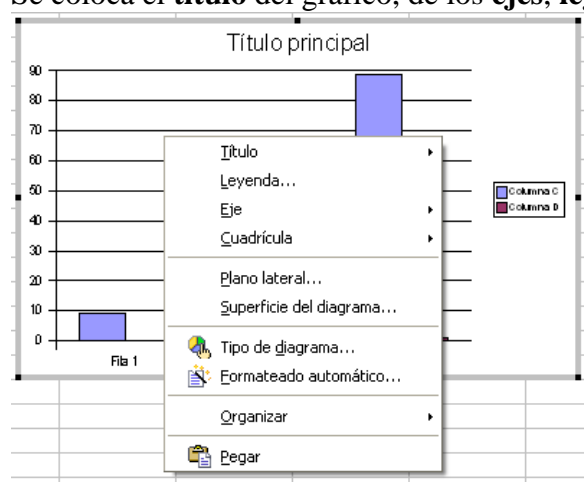 Se coloca el título del gráfico, de los ejes,
Título principal
90
80
70
60
50
40
30
20
10
0
Fila 1
Columna C
Columna D
Título
Leyenda...
Eje
Cuadrícula
Plano lateral...
Superficie del diagrama...
Tipo de diagrama...
Formateado automático...
Organizar
Pegar